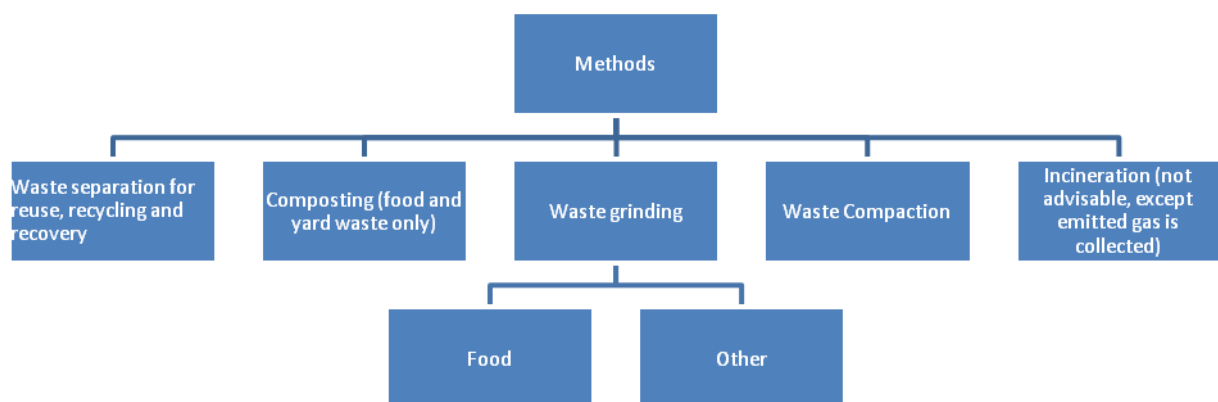 Methods
Waste separation for
reuse, recycling and
recovery
Composting (food and
yard waste only)
Waste grinding
Waste Compaction
Incineration (not
advisable, except
emitted gas is
collected)
Food
Other